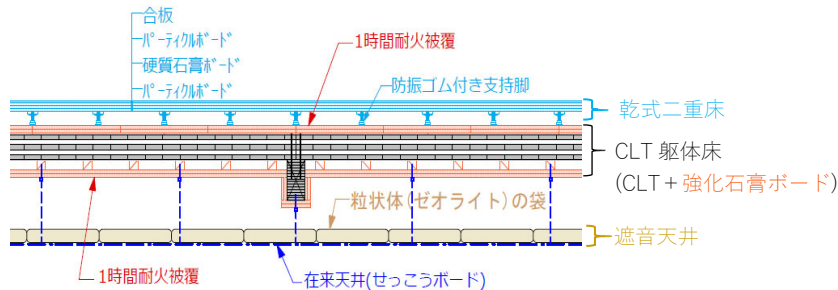 合板
パーティクルボード
硬質石膏ボード
パーティクルボード
1時間耐火被覆
防振ゴム付き支持脚
乾式二重床
CLT 躯体床
(CLT+強化石膏ボード)
粒状体(ゼオライト)の袋
遮音天井
1時間耐火被覆
在来天井(せっこうボード)